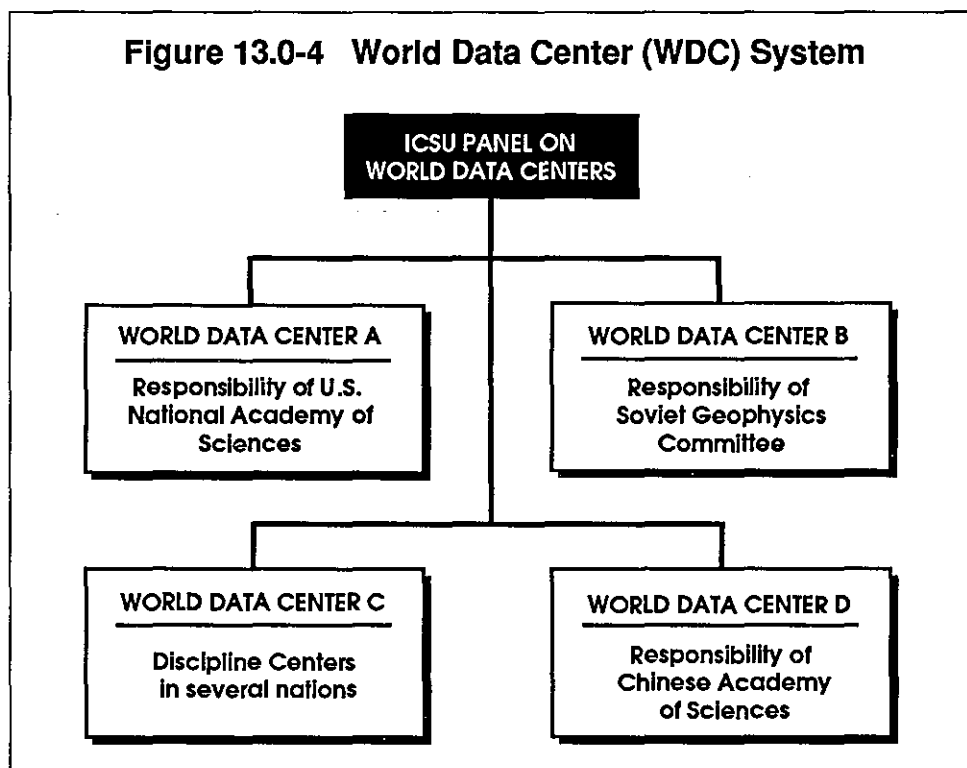 Figure 13.0-4 World Data Center (WDC) System
ICSU PANEL ON
WORLD DATA CENTERS
WORLD DATA CENTER A
Responsibility of U.S.
National Academy of
Sciences
WORLD DATA CENTER B
Responsibility of
Soviet Geophysics
Committee
WORLD DATA CENTER C
Discipline Centers
in several nations
WORLD DATA CENTER D
Responsibility of
Chinese Academy
of Sciences